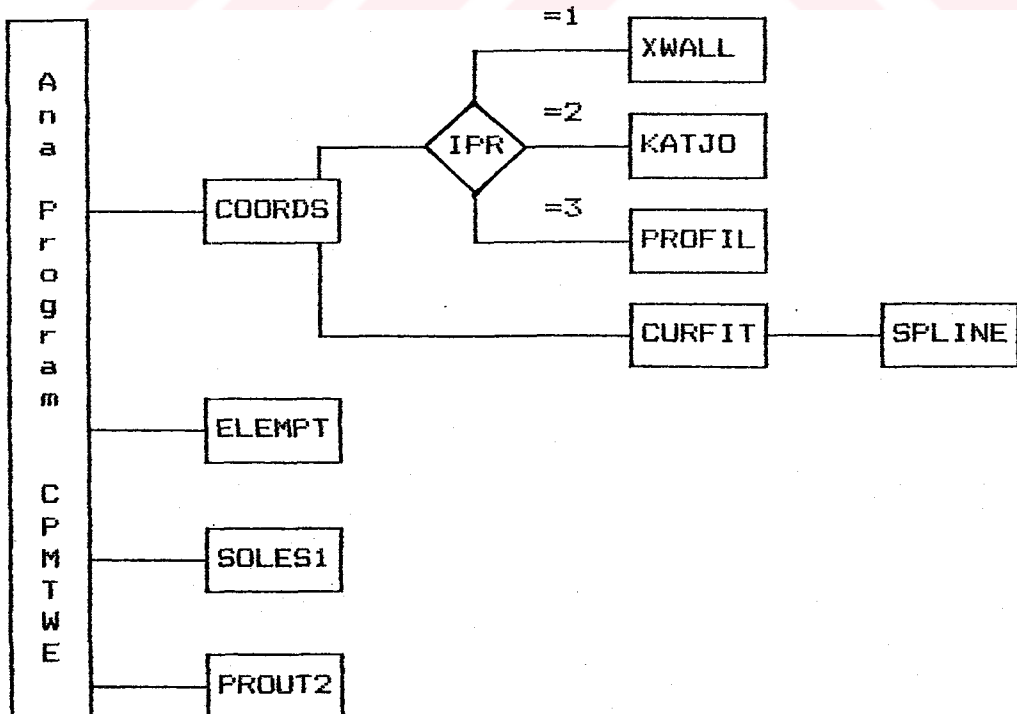 Ana Program CPMTWE
=1
XWALL
IPR
=2
KATJO
COORDS
=3
PROFIL
CURFIT
SPLINE
ELEMPT
SOLES1
PROUT2